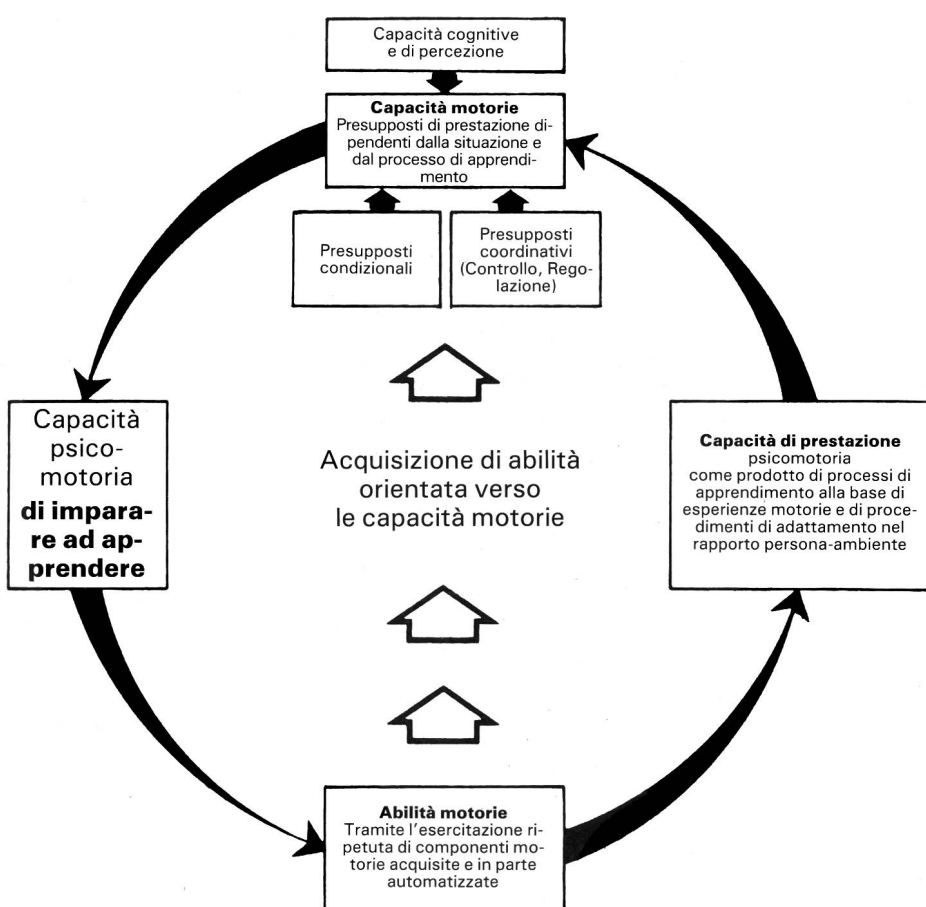 Capacità cognitive
e di percezione
Capacità motorie
Presupposti di prestazione di-
pendenti dalla situazione e
dal processo di apprendi-
mento
Presupposti
condizionali
Presupposti
coordinativi
(Controllo, Rego-
lazione)
Capacità
psico-
motoria
di impara-
re ad ap-
prendere
Acquisizione di abilità
orientata verso
le capacità motorie
Capacità di prestazione
psicomotoria
come prodotto di processi di
apprendimento alla base di
esperienze motorie e di proce-
dimenti di adattamento nel
rapporto persona-ambiente
Abilità motorie
Tramite l'esercitazione ri-
petuta di componenti mo-
torie acquisite e in parte
automatizzate